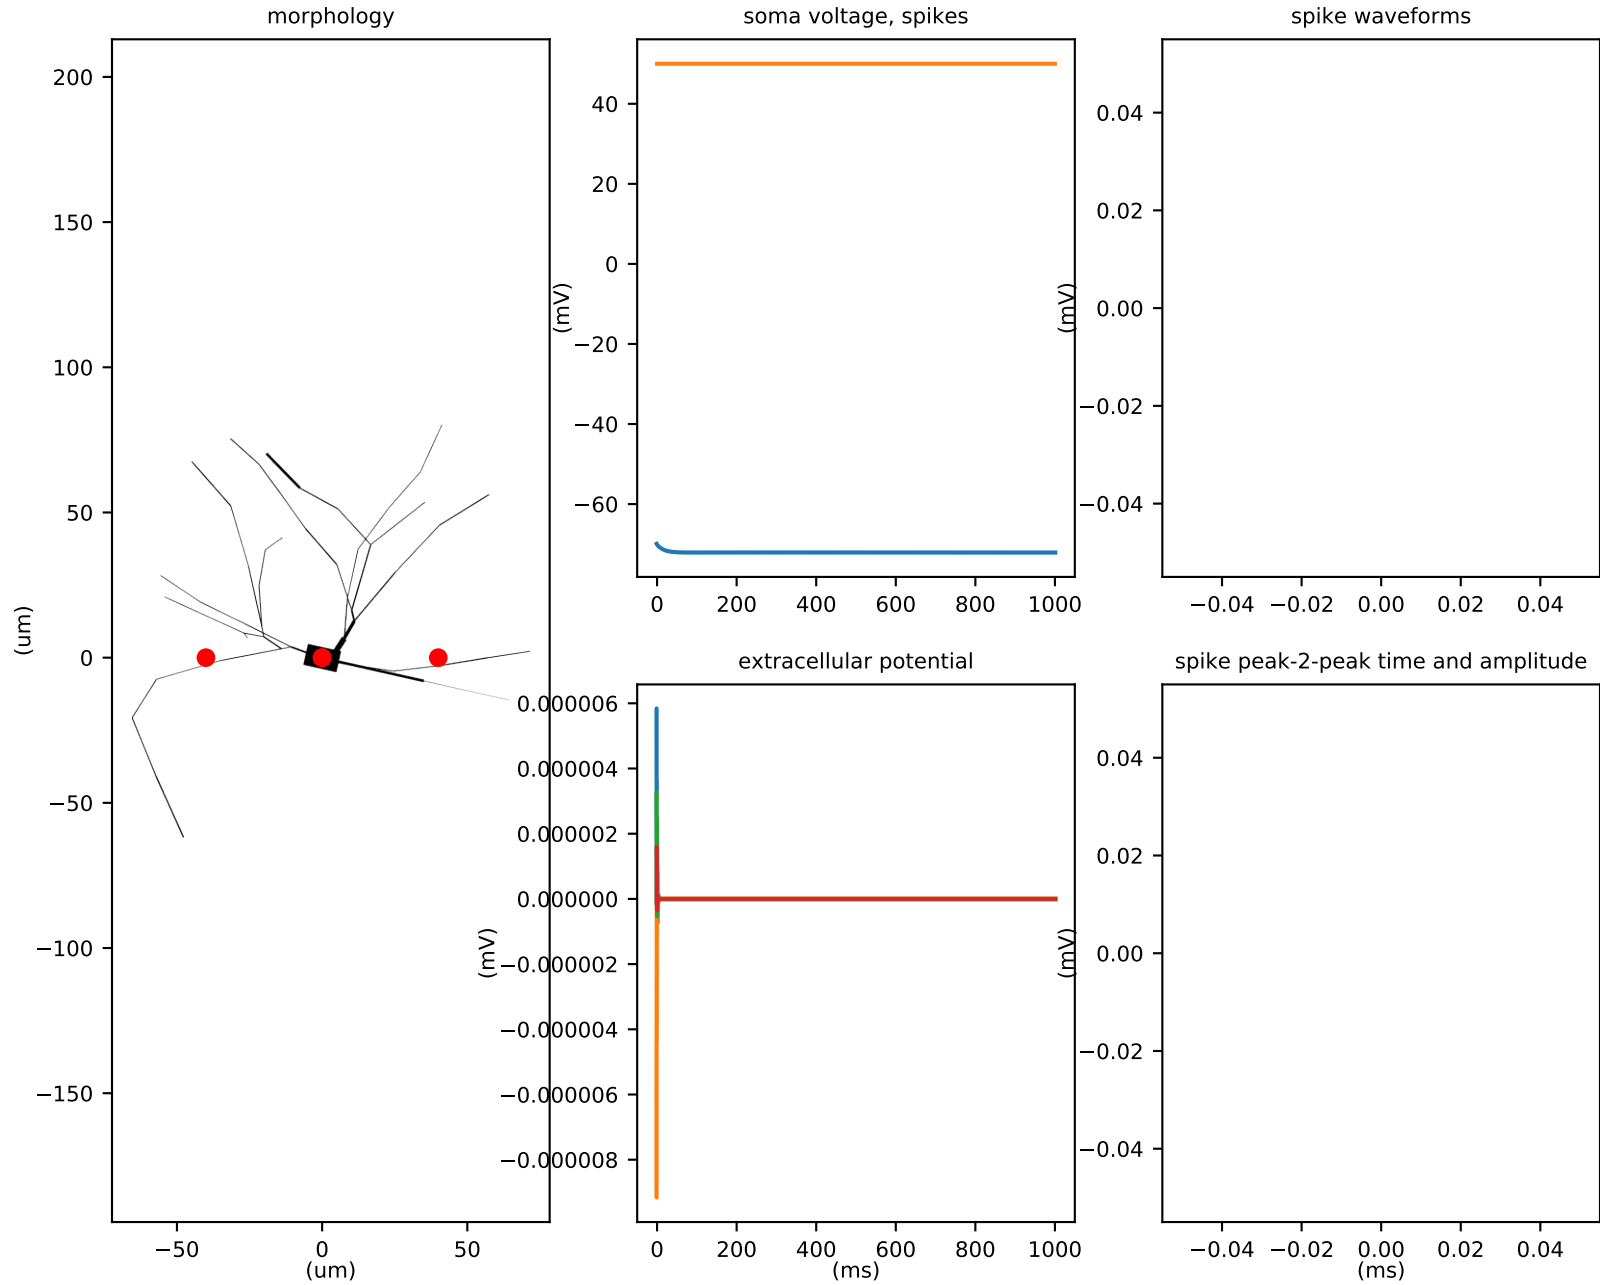 morphology
200
150
100
50
0
−50
−100
−150
(um)
−50 0 50
(um)
soma voltage, spikes
40
20
0
−20
−40
−60
(mV)
0 200 400 600 800 1000
spike waveforms
0.04
0.02
0.00
−0.02
−0.04
(mV)
−0.04 −0.02 0.00 0.02 0.04
extracellular potential
0.000006
0.000004
0.000002
0.000000
−0.000002
−0.000004
−0.000006
−0.000008
(mV)
0 200 400 600 800 1000
(ms)
spike peak-2-peak time and amplitude
0.04
0.02
0.00
−0.02
−0.04
(mV)
−0.04 −0.02 0.00 0.02 0.04
(ms)